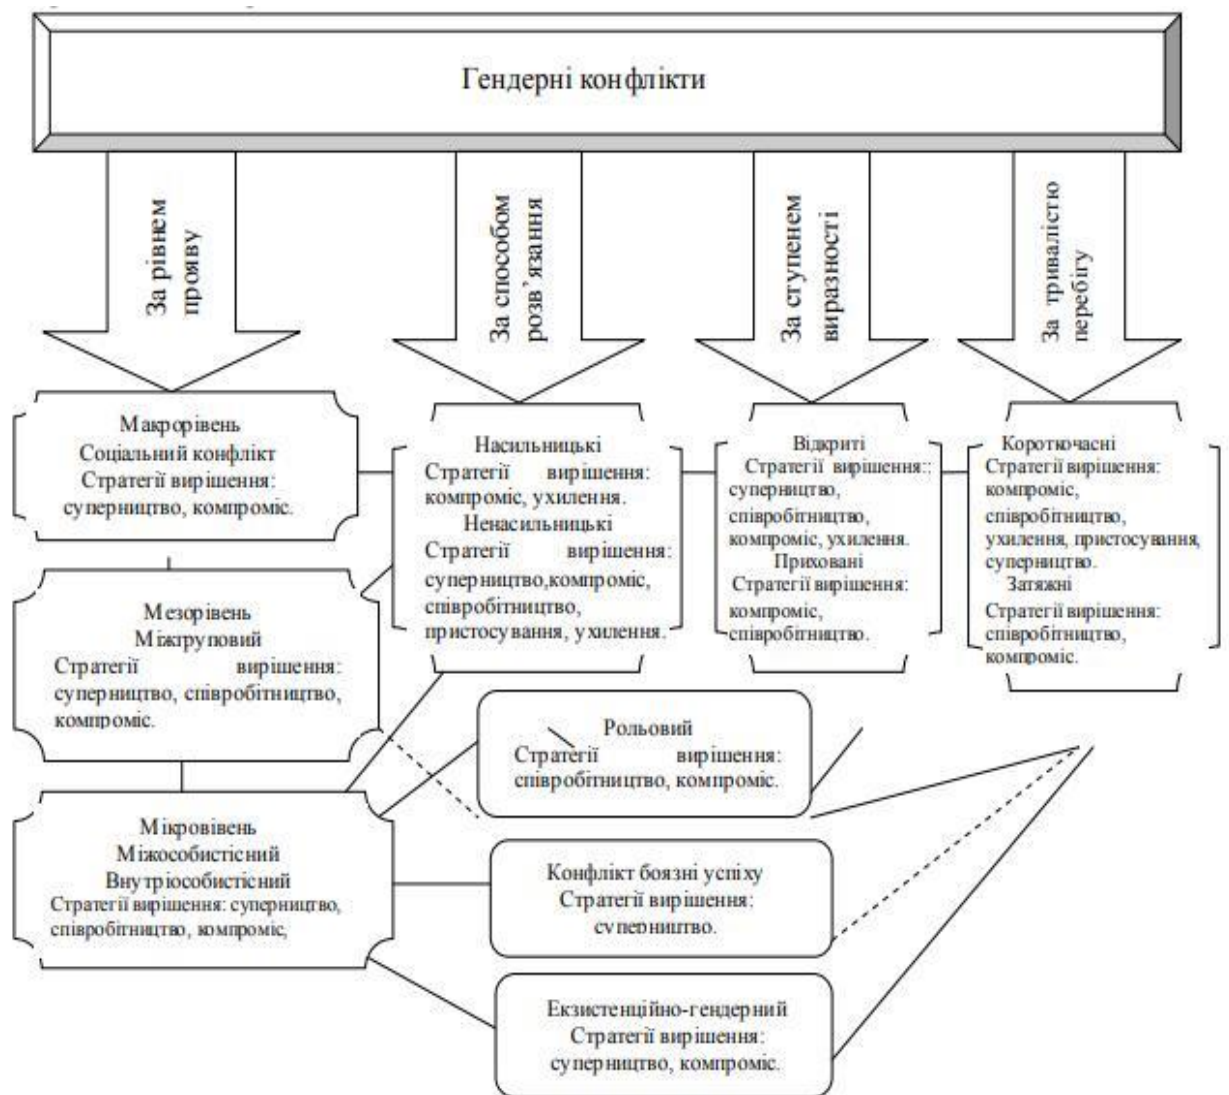 Гендерні конфлікти
За рівнем
прояву
За способом
розв’язання
За ступенем
виразності
За тривалістю
перебігу
Макрорівень
Соціальний конфлікт
Стратегії вирішення:
суперництво, компроміс.
Насильницькі
Стратегії вирішення:
компроміс, ухилення.
Ненасильницькі
Стратегії вирішення:
суперництво,компроміс,
співробітництво,
пристосування, ухилення.
Відкриті
Стратегії вирішення::
суперництво,
співробітництво,
компроміс, ухилення.
Приховані
Стратегії вирішення:
компроміс,
співробітництво.
Короткочасні
Стратегії вирішення:
компроміс,
співробітництво,
ухилення, пристосування,
суперництво.
Затяжні
Стратегії вирішення:
співробітництво,
компроміс.
Мезорівень
Міжгруповий
Стратегії вирішення:
суперництво, співробітництво,
компроміс.
Рольовий
Стратегії вирішення:
співробітництво, компроміс.
Мікровівень
Міжособистісний
Внутріособистісний
Стратегії вирішення: суперництво,
співробітництво, компроміс,
Конфлікт боязні успіху
Стратегії вирішення:
суперництво.
Екзистенційно-гендерний
Стратегії вирішення:
суперництво, компроміс.